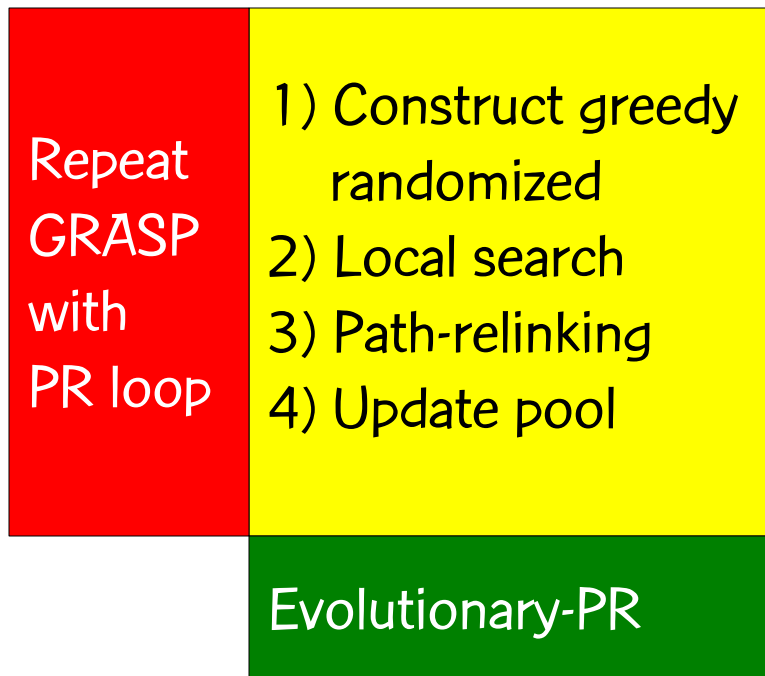 Repeat
GRASP
with
PR loop
1) Construct greedy
randomized
2) Local search
3) Path-relinking
4) Update pool
Evolutionary-PR